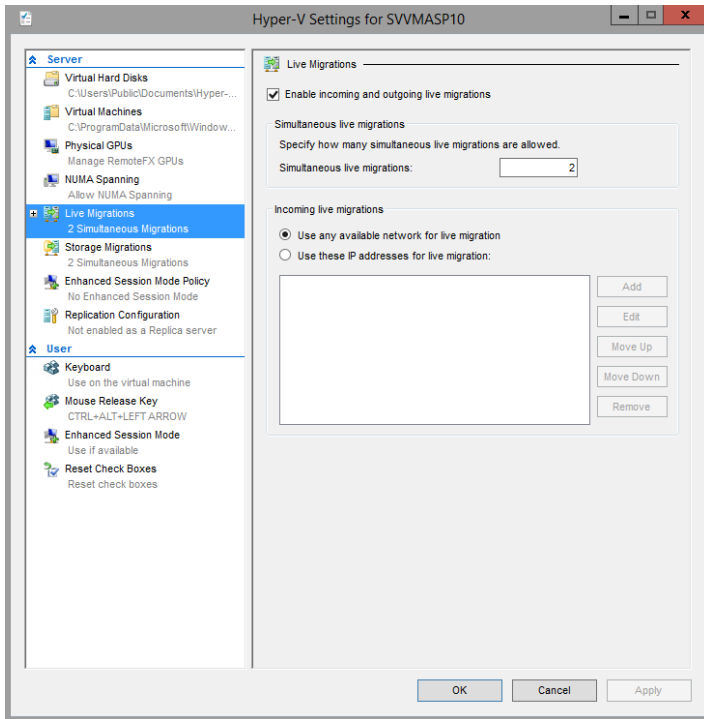 Hyper-V Settings for SVVMASP10
Server
Virtual Hard Disks
C:\Users\Public\Documents\Hyper-...
Virtual Machines
C:\ProgramData\Microsoft\Window...
Physical GPUs
Manage RemoteFX GPUs
NUMA Spanning
Allow NUMA Spanning
Live Migrations
2 Simultaneous Migrations
Storage Migrations
2 Simultaneous Migrations
Enhanced Session Mode Policy
No Enhanced Session Mode
Replication Configuration
Not enabled as a Replica server
User
Keyboard
Use on the virtual machine
Mouse Release Key
CTRL+ALT+LEFT ARROW
Enhanced Session Mode
Use if available
Reset Check Boxes
Reset check boxes
Live Migrations
Enable incoming and outgoing live migrations
Simultaneous live migrations
Specify how many simultaneous live migrations are allowed.
Simultaneous live migrations: 2
Incoming live migrations
Use any available network for live migration
Use these IP addresses for live migration:
Add
Edit
Move Up
Move Down
Remove
OK Cancel Apply